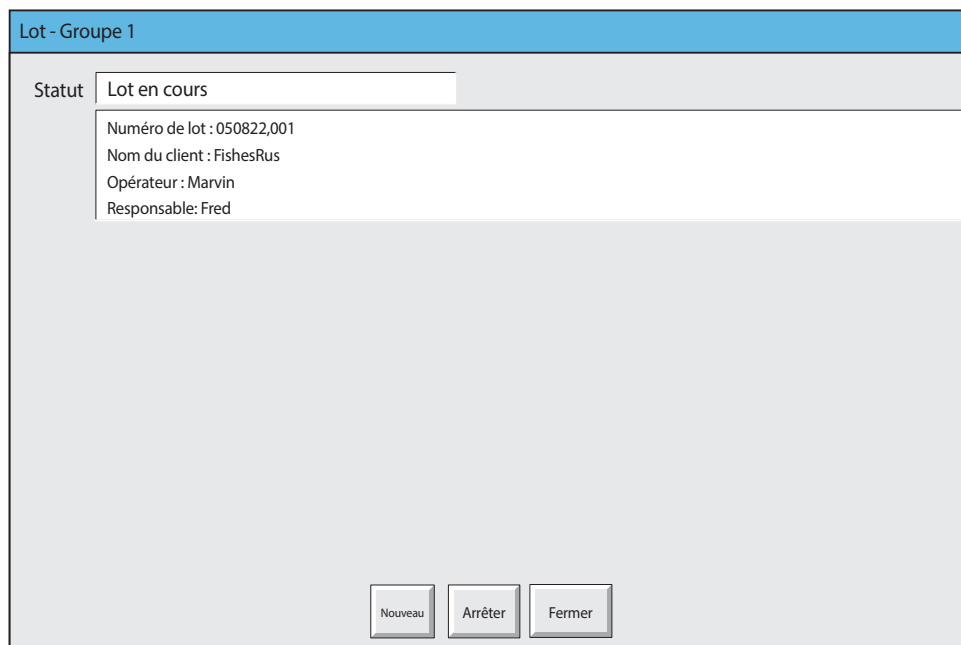 Lot - Groupe 1
Statut Lot en cours
Numéro de lot : 050822,001
Nom du client : FishesRus
Opérateur : Marvin
Responsable: Fred
Nouveau Arrêter Fermer